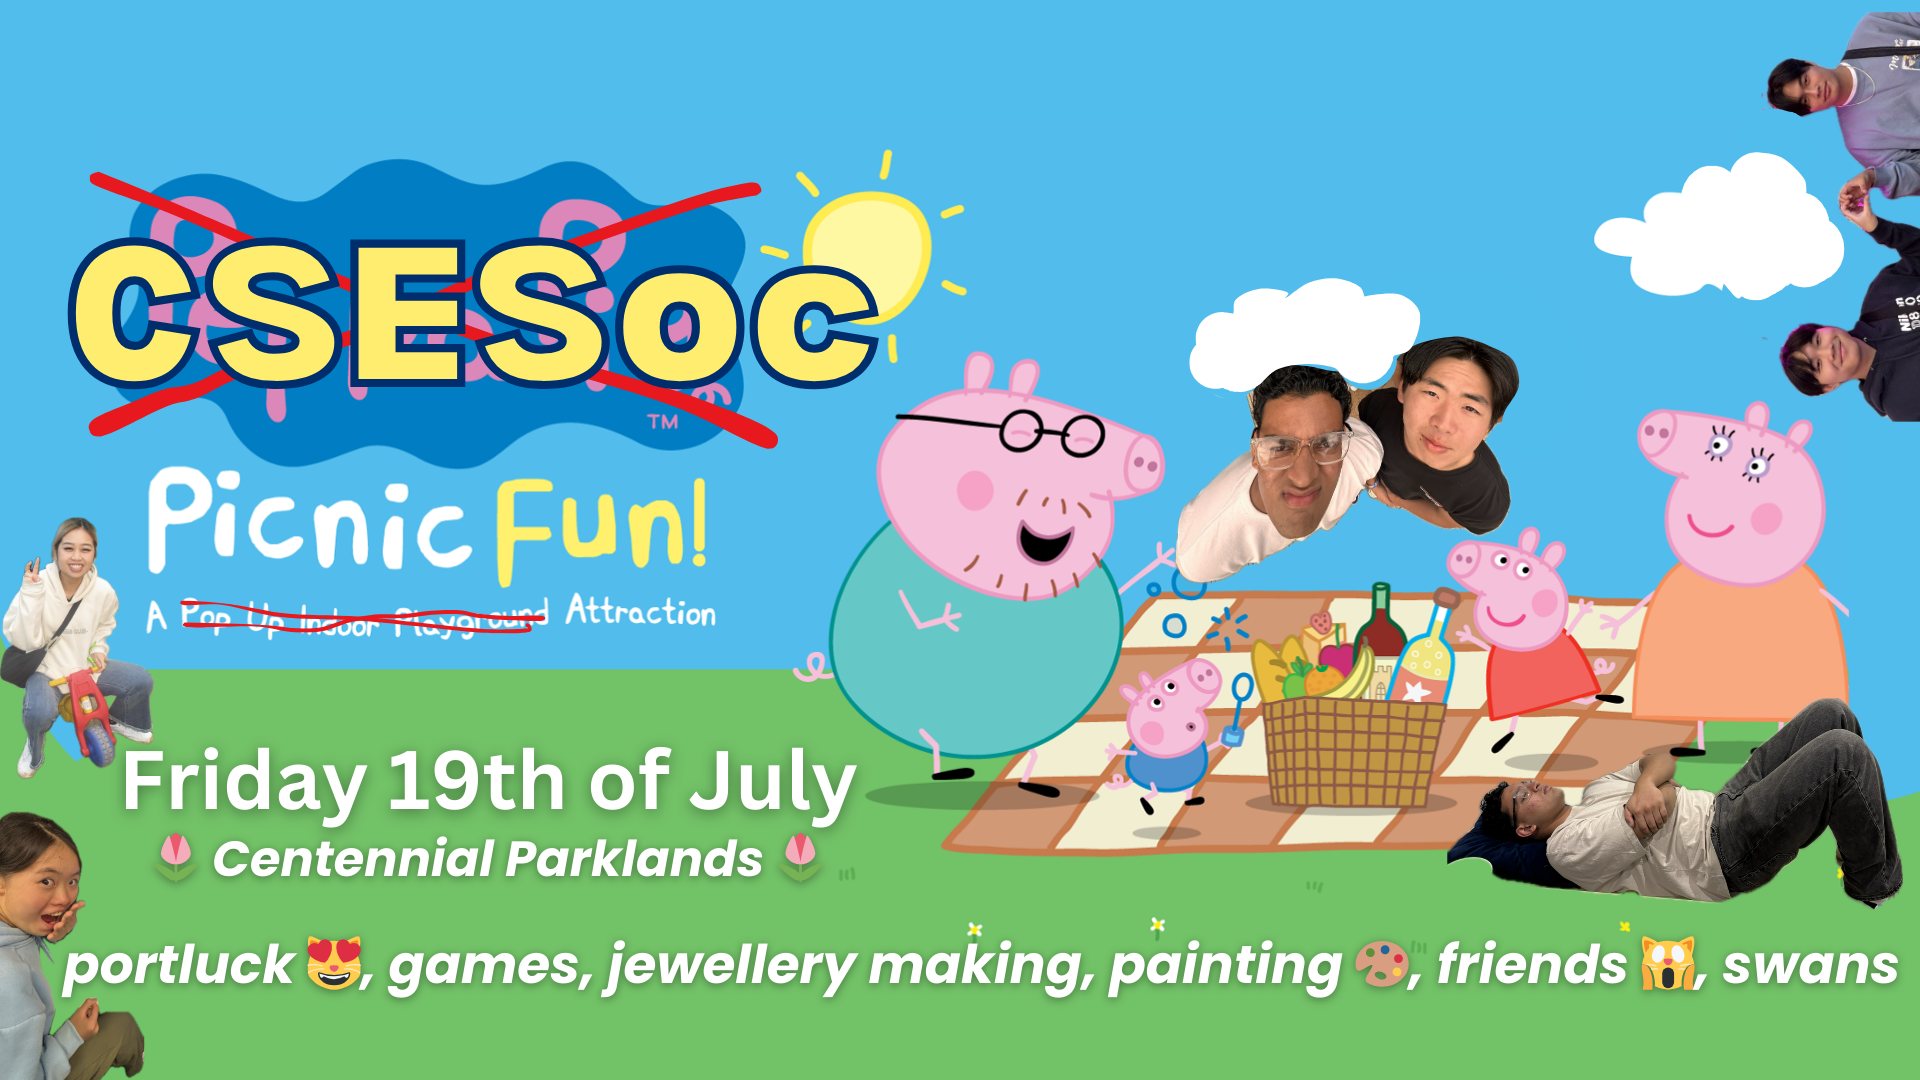 CSESoc
TM
Picnic Fun!
A Pop Up Indoor Playground Attraction
Friday 19th of July
🌷 Centennial Parklands 🌷
portluck 😻, games, jewellery making, painting 🎨, friends 🙀, swans